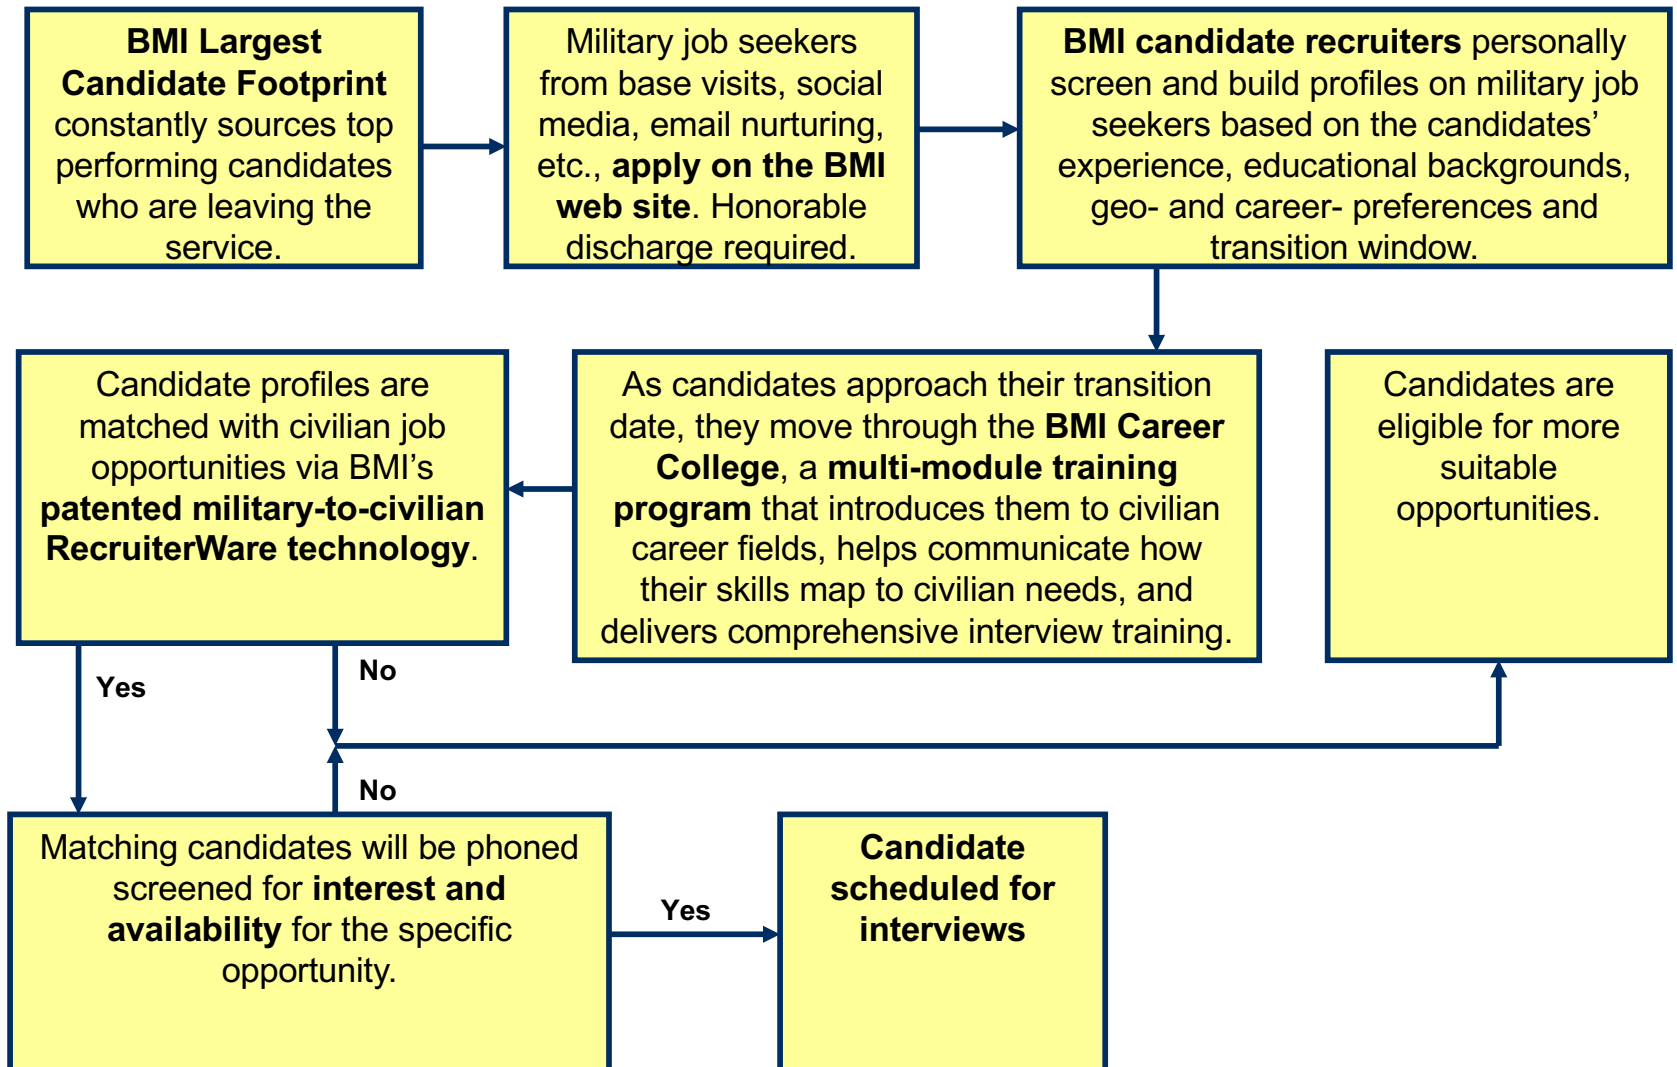 BMI Largest
Candidate Footprint
constantly sources top
performing candidates
who are leaving the
service.
Military job seekers
from base visits, social
media, email nurturing,
etc., apply on the BMI
web site. Honorable
discharge required.
BMI candidate recruiters personally
screen and build profiles on military job
seekers based on the candidates’
experience, educational backgrounds,
geo- and career- preferences and
transition window.
Candidate profiles are
matched with civilian job
opportunities via BMI’s
patented military-to-civilian
RecruiterWare technology.
As candidates approach their transition
date, they move through the BMI Career
College, a multi-module training
program that introduces them to civilian
career fields, helps communicate how
their skills map to civilian needs, and
delivers comprehensive interview training.
Candidates are
eligible for more
suitable
opportunities.
Yes
No
No
Matching candidates will be phoned
screened for interest and
availability for the specific
opportunity.
Yes
Candidate
scheduled for
interviews